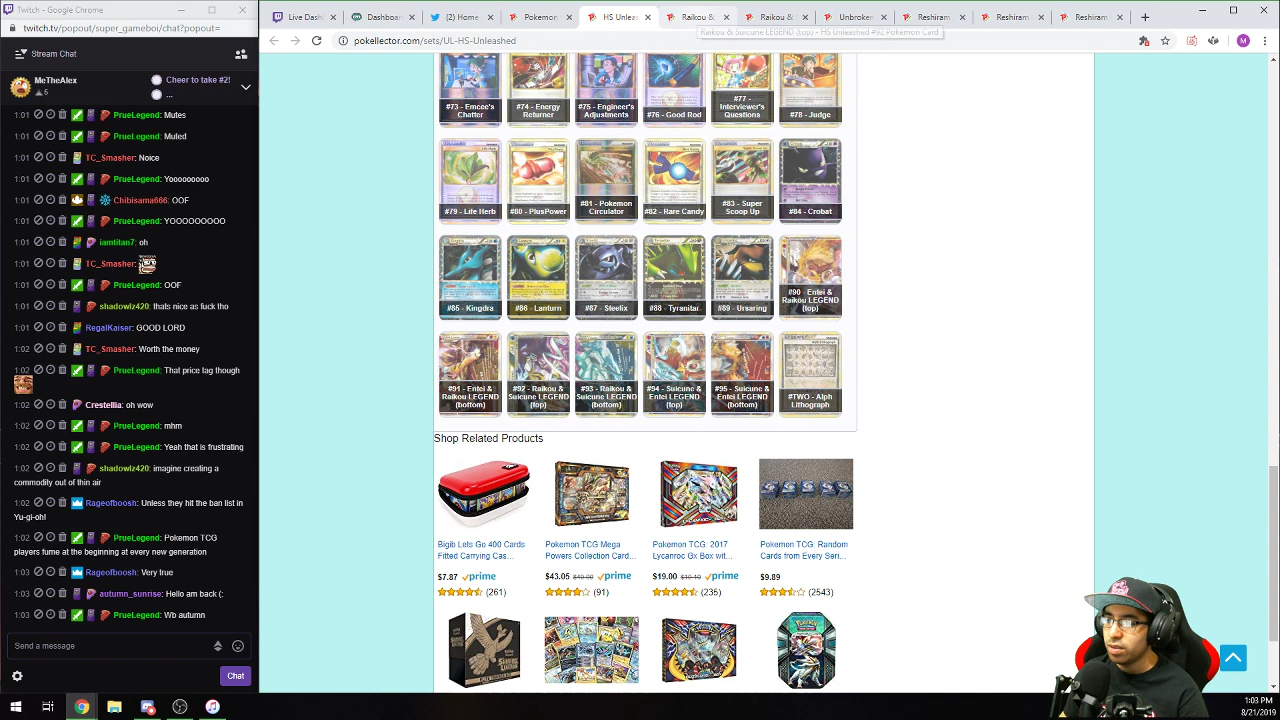 Twitch - Google Chrome
twitch.tv/popout/super_gameboi/chat?popout=
Stream Chat
MeTheAlex
5
Cheer to take #2!
...
PrueLegend: Mutes
1:01 PrueLegend: Muled
1:01 TC_Smasher: Noice
1:01 PrueLegend: Yooooooooo
1:01 Chibisama666: OOF
1:01 PrueLegend: YOOOOOOOOO
1:01 iamtitan7: oh
1:01 TC_Smasher:
1:01 PrueLegend: OOF
1:01 shadowlz420: thats nice as fuck tho
1:01 RegalKaiser: GOOD LORD
1:02 TC_Smasher: Worth the money
1:02 PrueLegend: That price tag though
1:02 Crestellia: oh wow
1:02 PrueLegend: mhm
1:02 PrueLegend: Yeah that is frustrating
1:02 shadowlz420: imagine creating a
commodity out of thin air
1:02 Rageofboosh: Unless they hit the ban list in
Yu-gi-oh!
1:02 PrueLegend: Pokemon TCG
players fume at the beginning at every new generation
1:03 Rageofboosh: Very true
1:03 autumn_sunrise: Hello am back (:
1:03 PrueLegend: Wb autumn
Send a message
Chat
Live Dash
Dashboar
(2) Home
Pokemon
HS Unlea
Raikou &
Raikou &
Unbroken
Reshiram
Reshiram
Reshiram
Raikou & Suicune LEGEND (top) - HS Unleashed #92 Pokemon Card
pokellector.com/sets/UL-HS-Unleashed
M
#73 - Emcee's Chatter
#74 - Energy Returner
#75 - Engineer's Adjustments
#76 - Good Rod
#77 - Interviewer's Questions
#78 - Judge
#79 - Life Herb
#80 - PlusPower
#81 - Pokemon Circulator
#82 - Rare Candy
#83 - Super Scoop Up
#84 - Crobat
#85 - Kingdra
#86 - Lanturn
#87 - Steelix
#88 - Tyranitar
#89 - Ursaring
#90 - Entei & Raikou LEGEND (top)
#91 - Entei & Raikou LEGEND (bottom)
#92 - Raikou & Suicune LEGEND (top)
#93 - Raikou & Suicune LEGEND (bottom)
#94 - Suicune & Entei LEGEND (top)
#95 - Suicune & Entei LEGEND (bottom)
#TWO - Alph Lithograph
Shop Related Products
Bigib Lets Go 400 Cards
Fitted Carrying Cas...
$7.87 prime
(261)
Pokemon TCG Mega
Powers Collection Card...
$43.05 prime
(91)
Pokemon TCG: 2017
Lycanroc Gx Box wit...
$19.00 prime
(235)
Pokemon TCG: Random
Cards from Every Seri...
$9.89
(2543)
1:03 PM
8/21/2019